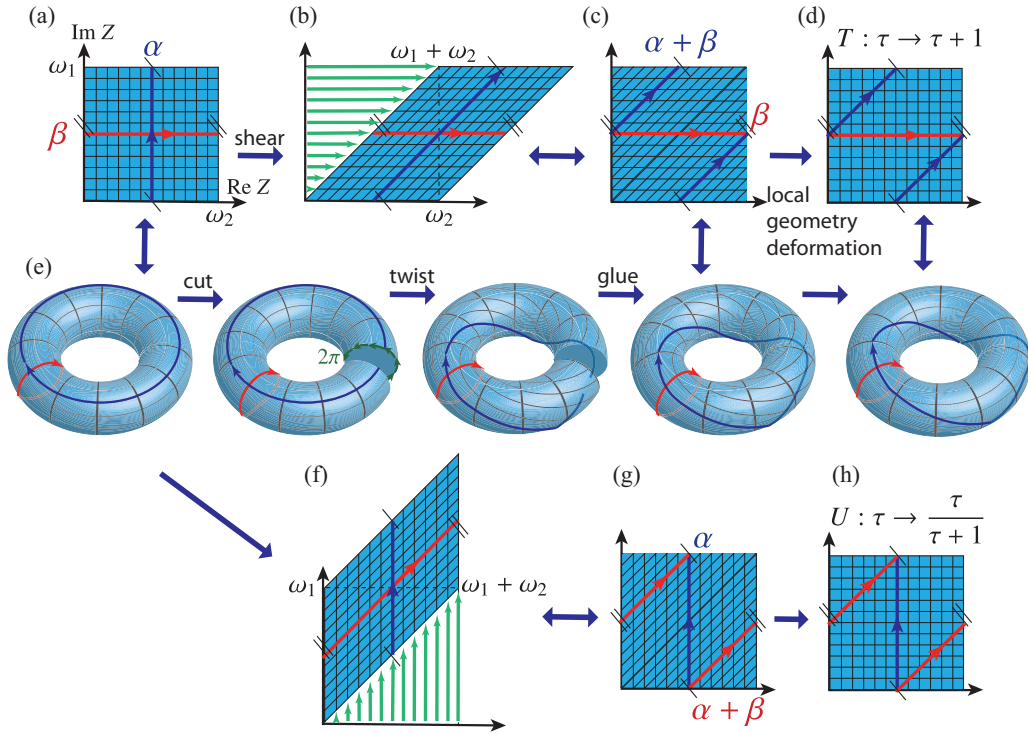 (a)
Im Z
α
ω₁
β
Re Z
ω₂
shear
(b)
ω₁ + ω₂
ω₂
(c)
α + β
β
local
geometry
deformation
(d)
T : τ → τ + 1
(e)
cut
2π
twist
glue
(f)
ω₁
ω₁ + ω₂
(g)
α
α + β
(h)
U : τ → τ / (τ + 1)